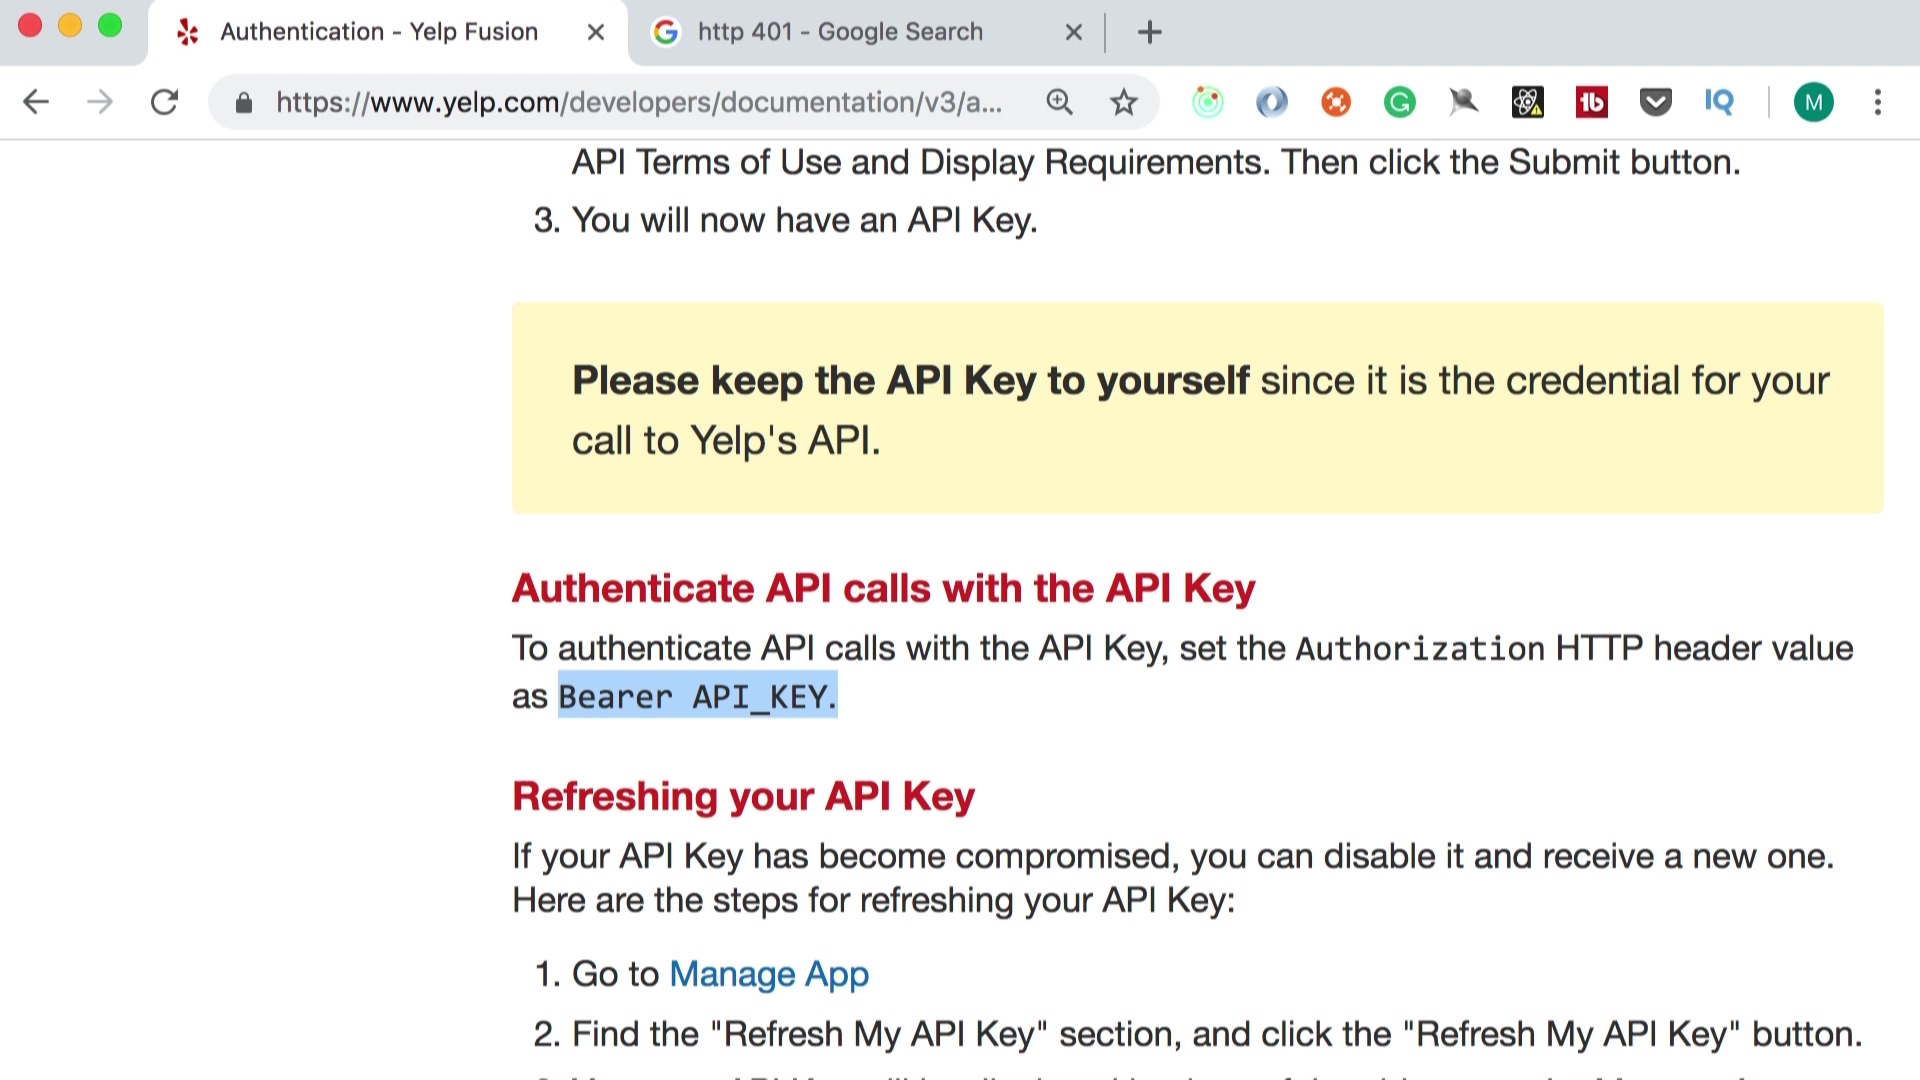 Authentication - Yelp Fusion
http 401 - Google Search
https://www.yelp.com/developers/documentation/v3/a...
IQ
M
API Terms of Use and Display Requirements. Then click the Submit button.
3. You will now have an API Key.
Please keep the API Key to yourself since it is the credential for your
call to Yelp's API.
Authenticate API calls with the API Key
To authenticate API calls with the API Key, set the Authorization HTTP header value
as Bearer API_KEY.
Refreshing your API Key
If your API Key has become compromised, you can disable it and receive a new one.
Here are the steps for refreshing your API Key:
1. Go to Manage App
2. Find the "Refresh My API Key" section, and click the "Refresh My API Key" button.